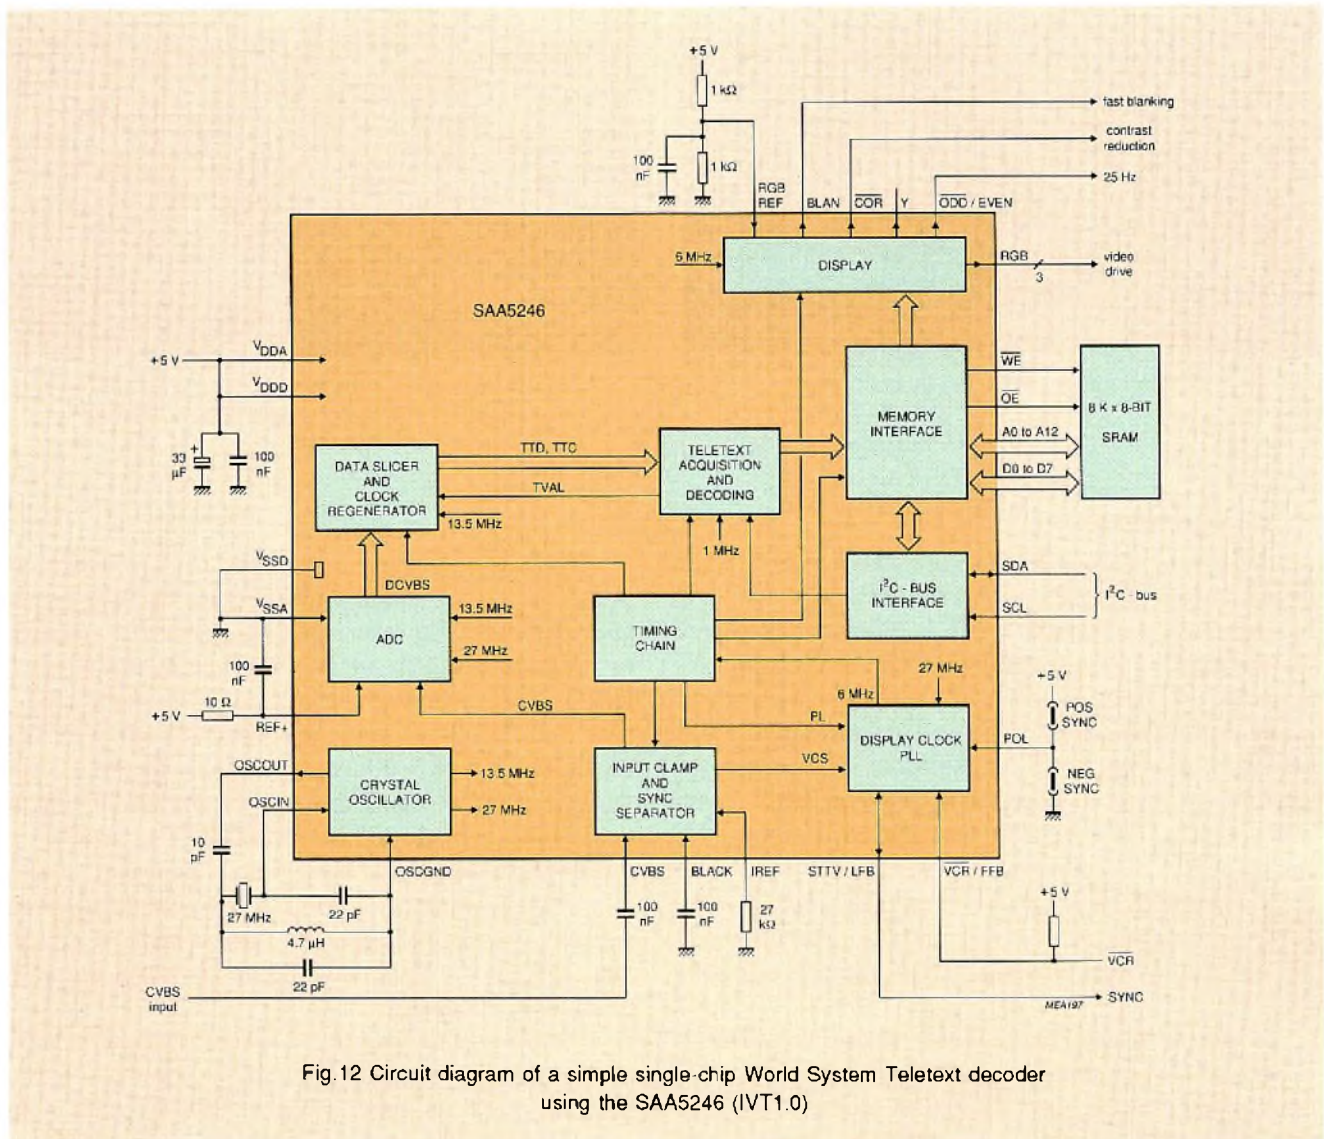 +5 V
1 kΩ
100
nF
1 kΩ
RGB
REF
BLAN
COR
Y
ODD / EVEN
fast blanking
contrast
reduction
25 Hz
6 MHz
DISPLAY
RGB
3
video
drive
SAA5246
+5 V
VDDA
VDDD
33
µF
+
100
nF
WE
OE
A0 to A12
D0 to D7
8 K x 8-BIT
SRAM
MEMORY
INTERFACE
DATA SLICER
AND
CLOCK
REGENERATOR
TTD, TTC
TVAL
13.5 MHz
TELETEXT
ACQUISITION
AND
DECODING
1 MHz
VSSD
VSSA
DCVBS
ADC
13.5 MHz
27 MHz
TIMING
CHAIN
I²C - BUS
INTERFACE
SDA
SCL
I²C - bus
100
nF
+5 V
10 Ω
REF+
CVBS
PL
6 MHz
27 MHz
DISPLAY CLOCK
PLL
POL
+5 V
POS
SYNC
NEG
SYNC
OSCOUT
OSCIN
CRYSTAL
OSCILLATOR
13.5 MHz
27 MHz
INPUT CLAMP
AND
SYNC
SEPARATOR
VCS
10
pF
OSCGND
CVBS
BLACK
IREF
STTV / LFB
VCR / FFB
27 MHz
22 pF
4.7 µH
22 pF
100
nF
100
nF
27
kΩ
+5 V
VCR
SYNC
CVBS
input
MEA197
Fig.12 Circuit diagram of a simple single-chip World System Teletext decoder
using the SAA5246 (IVT1.0)